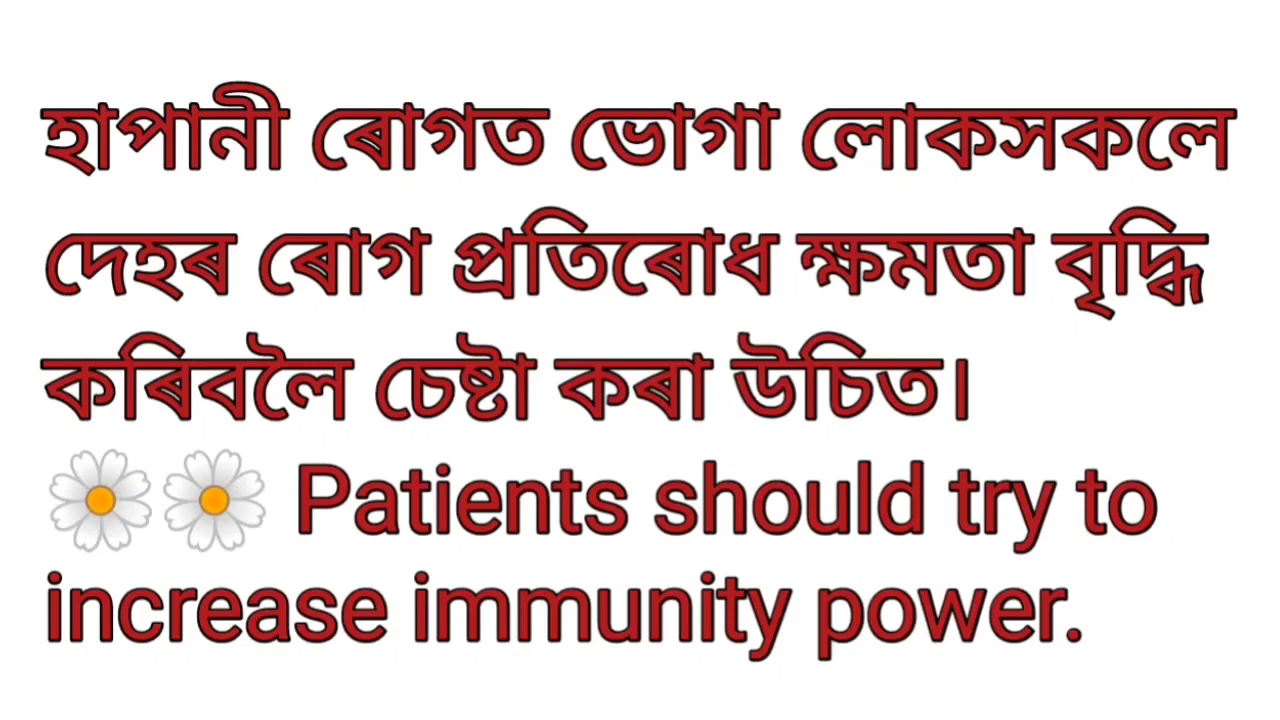 হাপানী ৰোগত ভোগা লোকসকলে
দেহৰ ৰোগ প্ৰতিৰোধ ক্ষমতা বৃদ্ধি
কৰিবলৈ চেষ্টা কৰা উচিত।
🌼🌼 Patients should try to
increase immunity power.